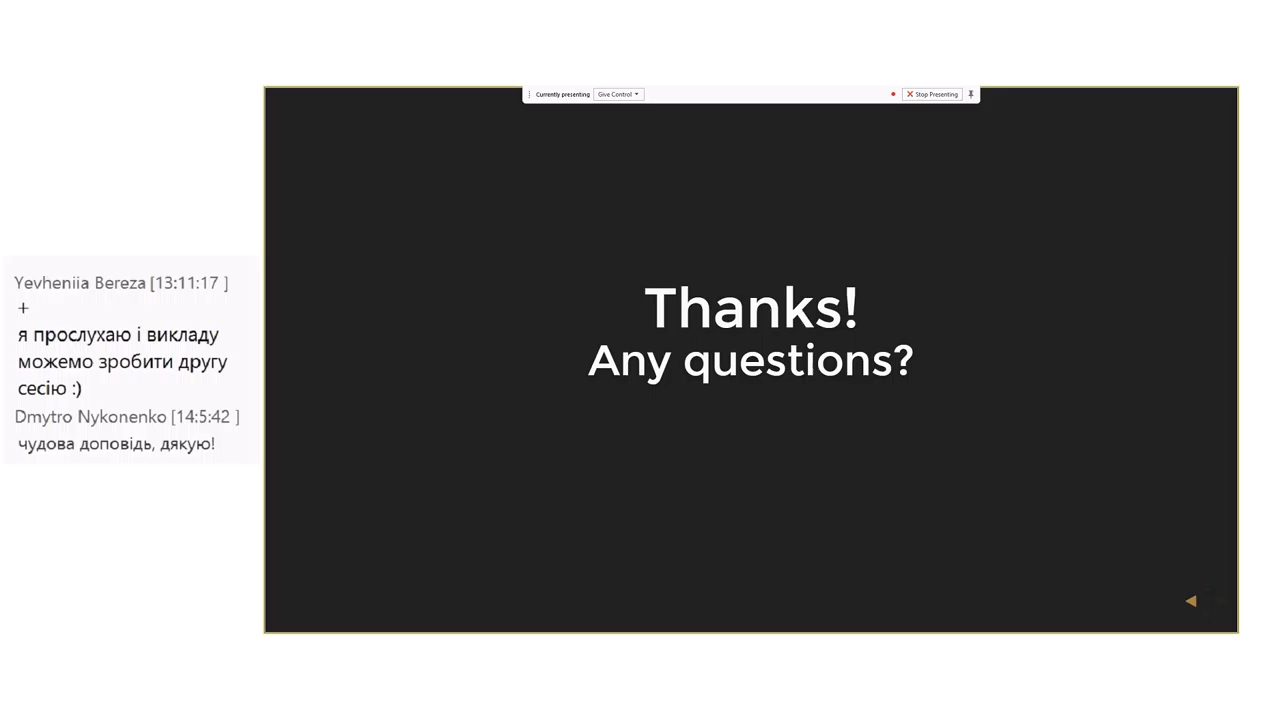 Currently presenting
Give Control
Stop Presenting
Yevheniia Bereza [13:11:17 ]
+
я прослухаю і викладу
можемо зробити другу
сесію :)
Dmytro Nykonenko [14:5:42 ]
чудова доповідь, дякую!
Thanks!
Any questions?